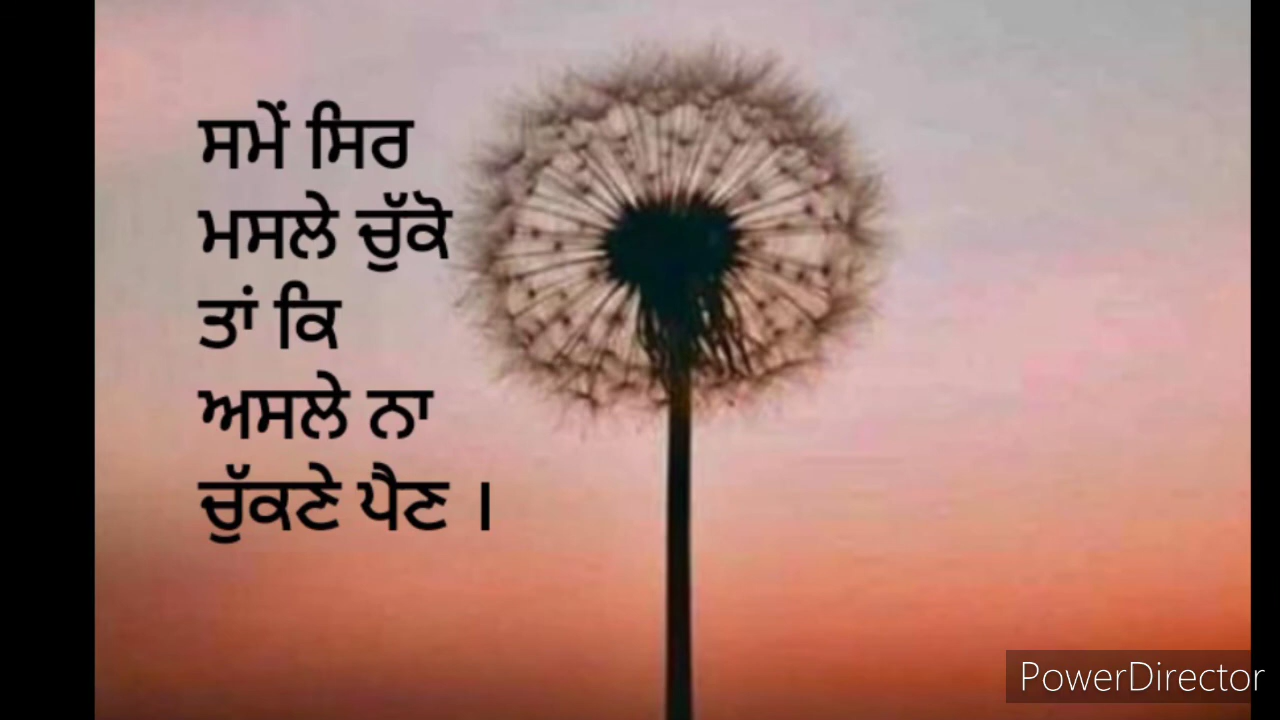 ਸਮੇਂ ਸਿਰ
ਮਸਲੇ ਚੁੱਕੋ
ਤਾਂ ਕਿ
ਅਸਲੇ ਨਾ
ਚੁੱਕਣੇ ਪੈਣ ।
PowerDirector